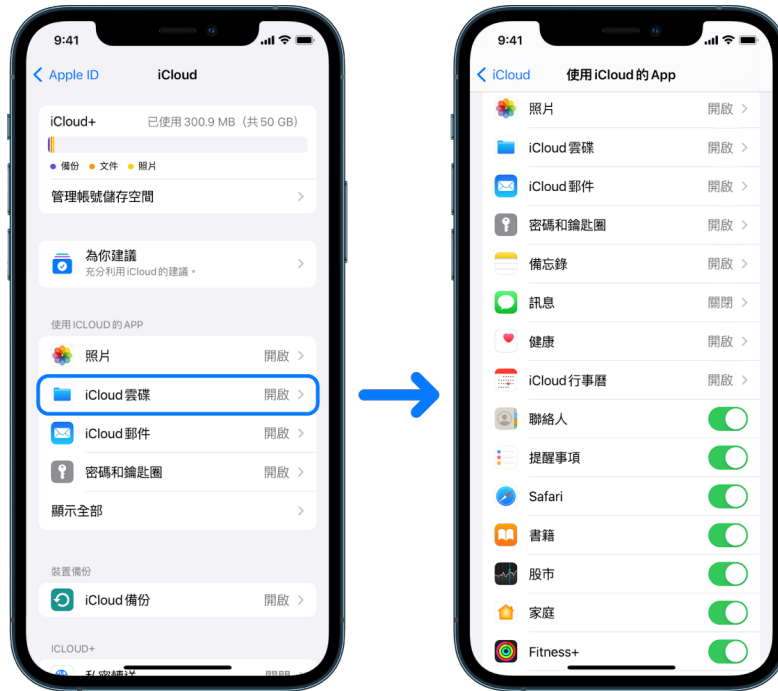 9:41
Apple ID
iCloud
iCloud+
已使用 300.9 MB（共 50 GB）
備份
文件
照片
管理帳號儲存空間
為你建議
充分利用 iCloud 的建議。
使用 ICLOUD 的 APP
照片
開啟
iCloud 雲碟
開啟
iCloud 郵件
開啟
密碼和鑰匙圈
開啟
顯示全部
裝置備份
iCloud 備份
開啟
ICLOUD+
9:41
iCloud
使用 iCloud 的 App
照片
開啟
iCloud 雲碟
開啟
iCloud 郵件
開啟
密碼和鑰匙圈
開啟
備忘錄
開啟
訊息
關閉
健康
開啟
iCloud 行事曆
開啟
聯絡人
提醒事項
Safari
書籍
股市
家庭
Fitness+